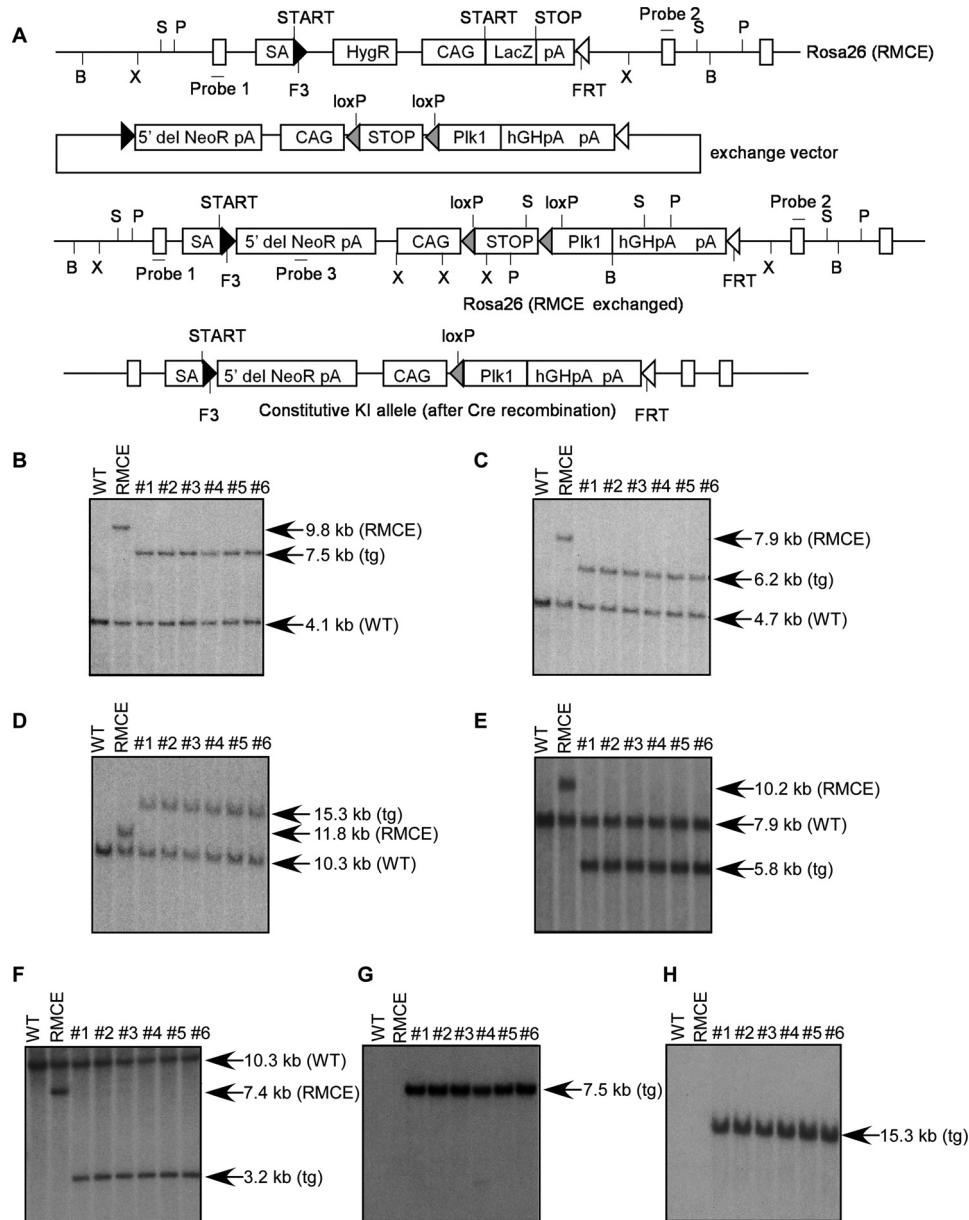 A
S P
START
START STOP
Probe 2
S
P
SA
HygR
CAG LacZ pA
Rosa26 (RMCE)
B
X
Probe 1
F3
FRT
X
B
loxP
loxP
5' del NeoR pA
CAG
STOP
Plk1
hGHpA pA
exchange vector
S P
START
loxP
S
loxP
S
P
Probe 2
S
P
SA
5' del NeoR pA
CAG
STOP
Plk1
hGHpA pA
B X
Probe 1
F3
Probe 3
X
X
X
P
B
FRT
X
B
Rosa26 (RMCE exchanged)
START
loxP
SA
5' del NeoR pA
CAG
Plk1
hGHpA pA
F3
Constitutive KI allele (after Cre recombination)
FRT
B
WT
RMCE
#1 #2 #3 #4 #5 #6
9.8 kb (RMCE)
7.5 kb (tg)
4.1 kb (WT)
C
WT
RMCE
#1 #2 #3 #4 #5 #6
7.9 kb (RMCE)
6.2 kb (tg)
4.7 kb (WT)
D
WT
RMCE
#1 #2 #3 #4 #5 #6
15.3 kb (tg)
11.8 kb (RMCE)
10.3 kb (WT)
E
WT
RMCE
#1 #2 #3 #4 #5 #6
10.2 kb (RMCE)
7.9 kb (WT)
5.8 kb (tg)
F
WT
RMCE
#1 #2 #3 #4 #5 #6
10.3 kb (WT)
7.4 kb (RMCE)
3.2 kb (tg)
G
WT
RMCE
#1 #2 #3 #4 #5 #6
7.5 kb (tg)
H
WT
RMCE
#1 #2 #3 #4 #5 #6
15.3 kb (tg)